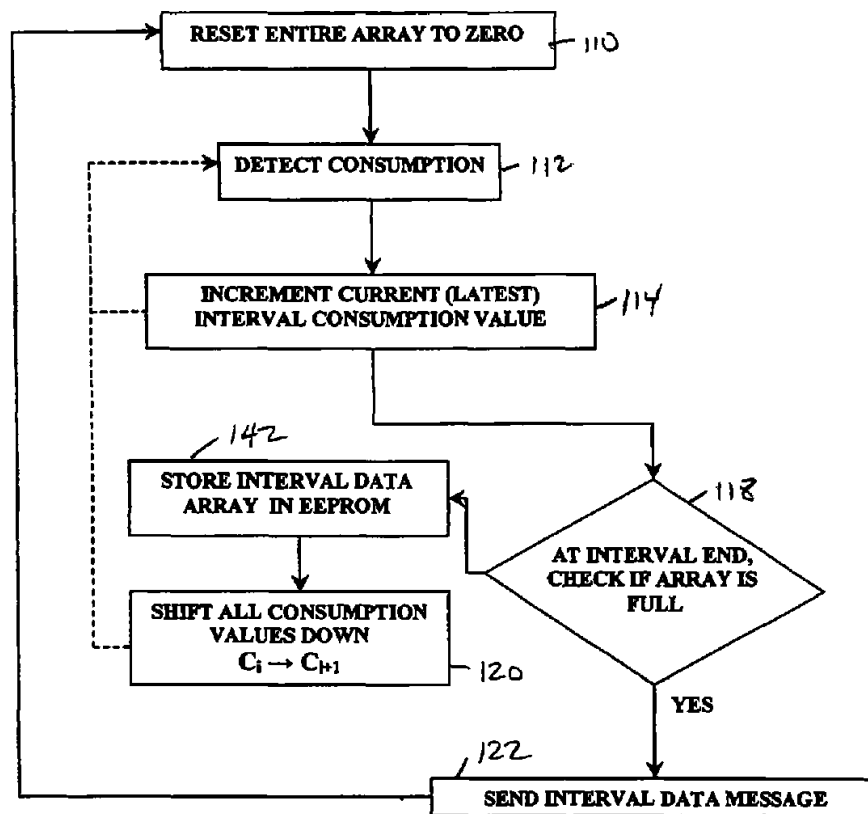 RESET ENTIRE ARRAY TO ZERO
110
DETECT CONSUMPTION
112
INCREMENT CURRENT (LATEST)
INTERVAL CONSUMPTION VALUE
114
142
STORE INTERVAL DATA
ARRAY IN EEPROM
118
AT INTERVAL END,
CHECK IF ARRAY IS
FULL
SHIFT ALL CONSUMPTION
VALUES DOWN
Ci → Ci+1
120
YES
122
SEND INTERVAL DATA MESSAGE